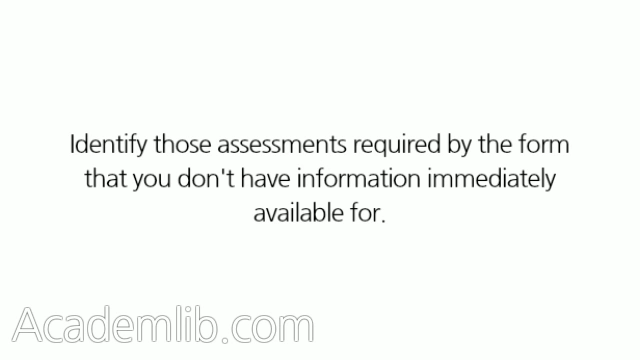 Identify those assessments required by the form
that you don't have information immediately
available for.
Academlib.com